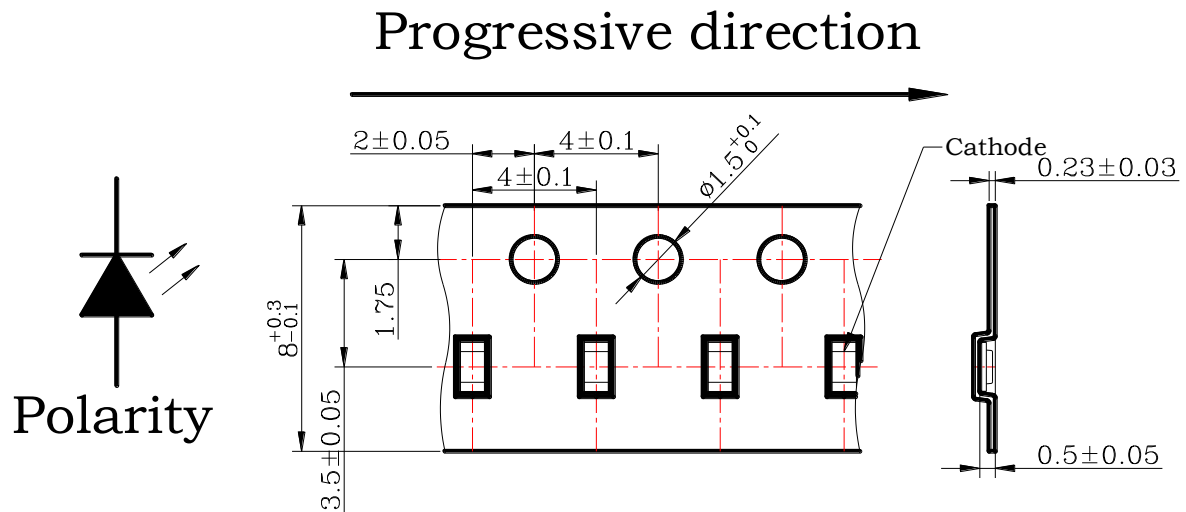 Progressive direction
2±0.05
4±0.1
4±0.1
ø1.5 +0.1 0
Cathode
0.23±0.03
1.75
8 +0.3 -0.1
3.5±0.05
0.5±0.05
Polarity